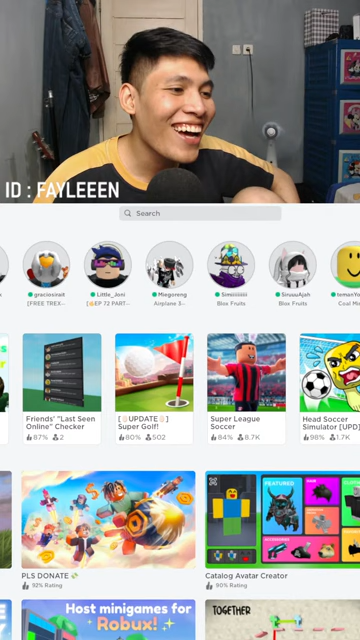 ID : FAYLEEEN
Search
graciosirait
Little_Joni
Miegoreng
Simiiiiiiii
SiruuuAjah
[FREE TREX-
EP 72 PART-
Airplane 3-
Blox Fruits
Blox Fruits
Coal Mi
Friends' "Last Seen
Online" Checker
87% 2
[UPDATE]
Super Golf!
80% 502
Super League
Soccer
84% 8.7K
Head Soccer
Simulator [UPD]
98% 1.7K
FEATURED
PLS DONATE
92% Rating
Catalog Avatar Creator
90% Rating
Host minigames for
Robux!
TOGETHER